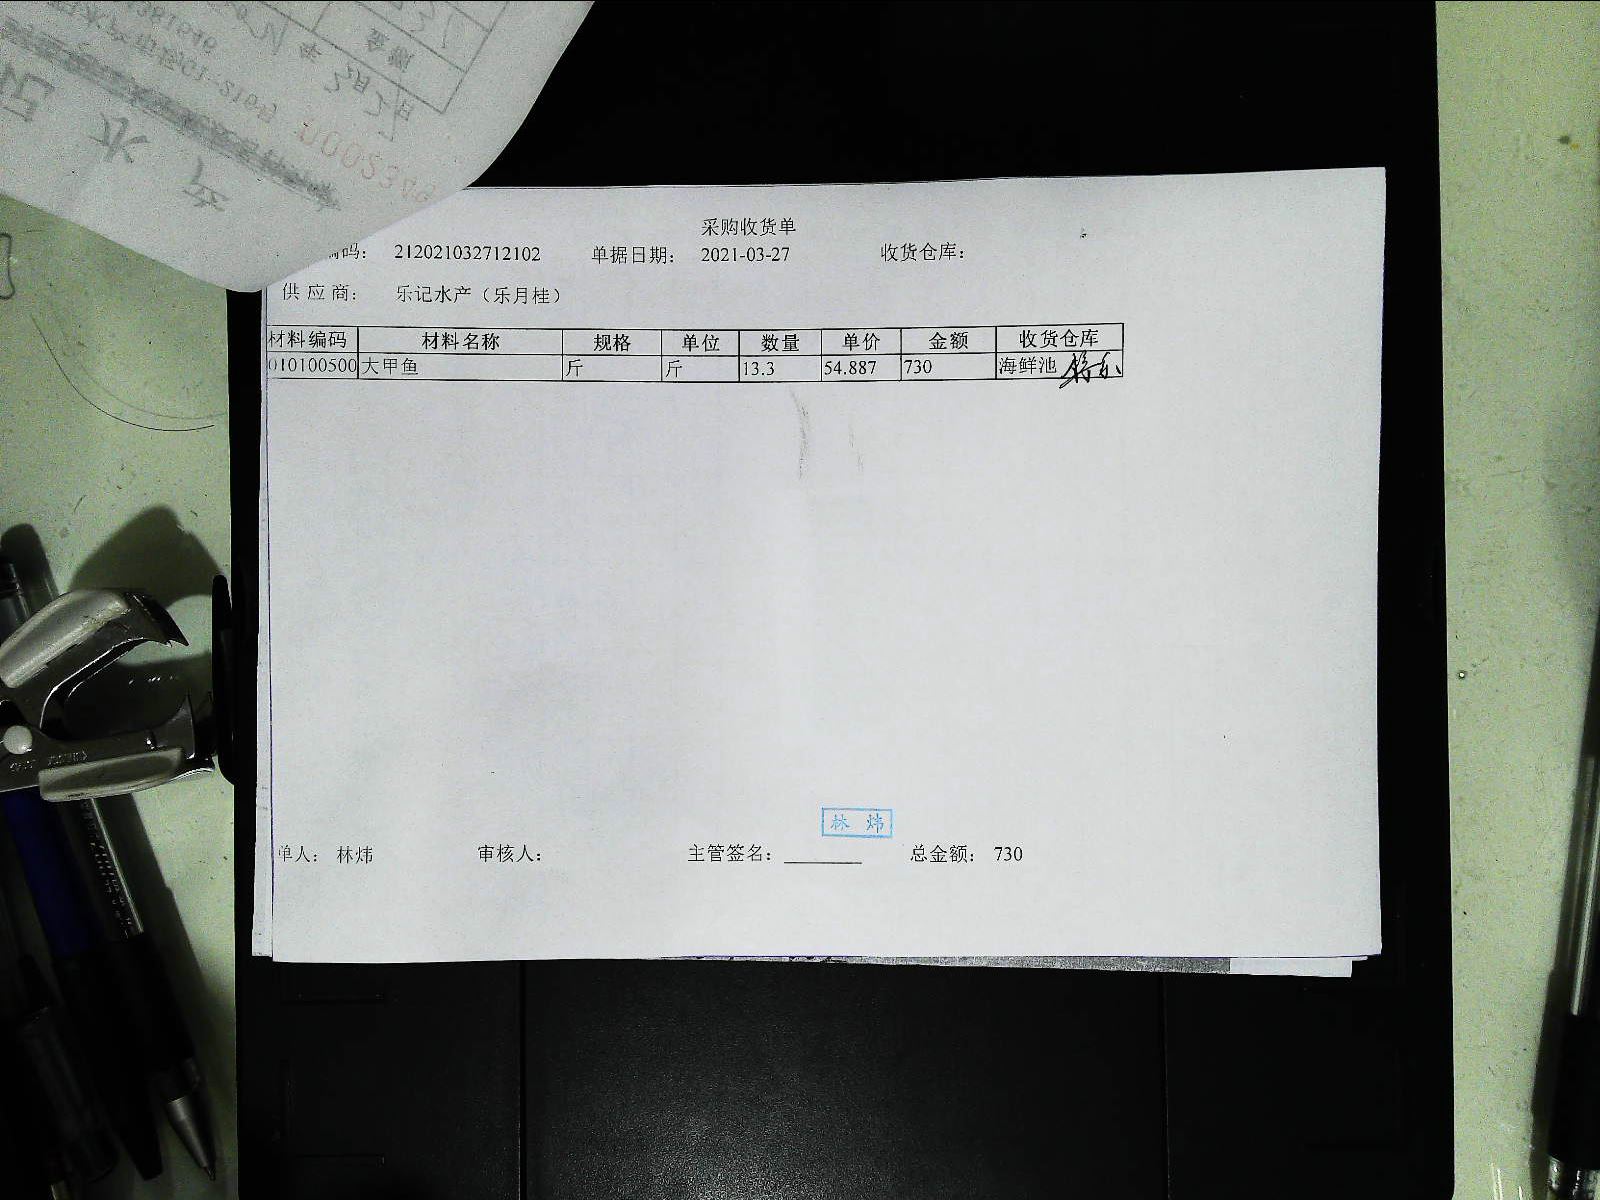 采购收货单
编码： 212021032712102 单据日期： 2021-03-27 收货仓库：
供应商： 乐记水产（乐月桂）
材料编码 材料名称 规格 单位 数量 单价 金额 收货仓库
010100500 大甲鱼 斤 斤 13.3 54.887 730 海鲜池
林 炜
单人： 林炜 审核人： 主管签名： 总金额： 730